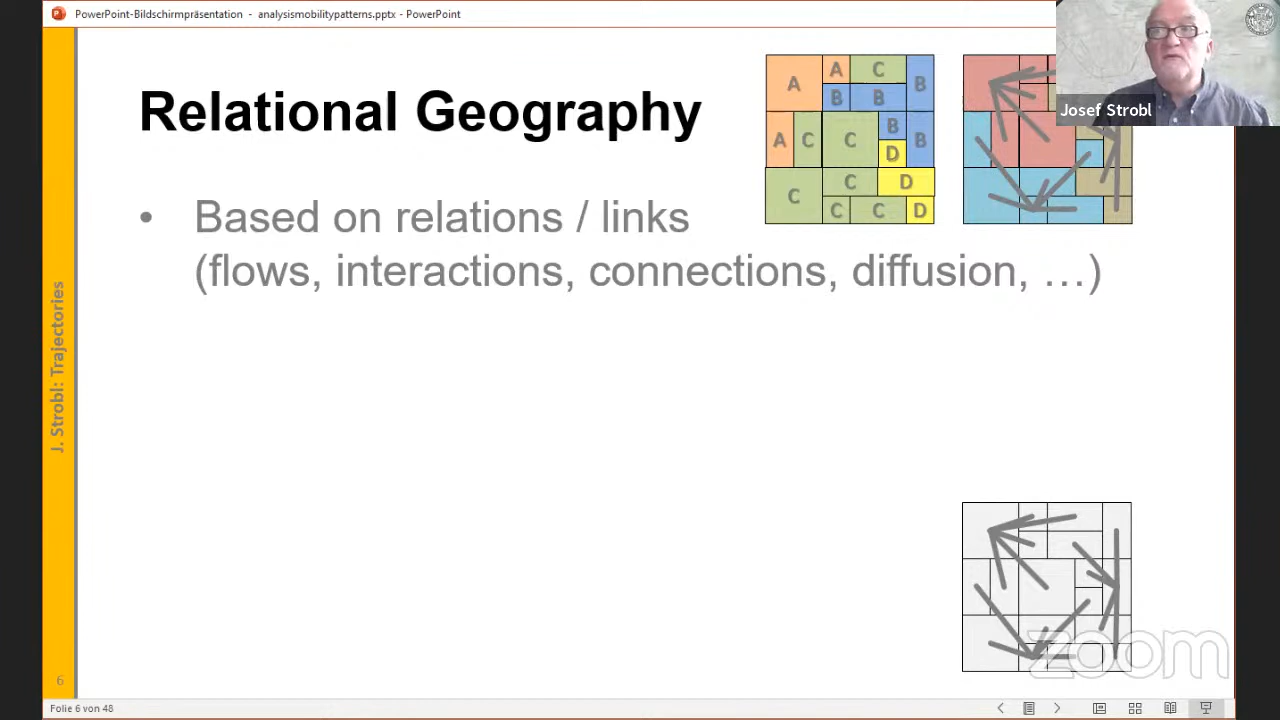 PowerPoint-Bildschirmpräsentation - analysismobilitypatterns.pptx - PowerPoint
Josef Strobl
Relational Geography
A A C B
B B
A C C B B
D
C C D
C C D
• Based on relations / links
(flows, interactions, connections, diffusion, …)
J. Strobl: Trajectories
zoom
6
Folie 6 von 48